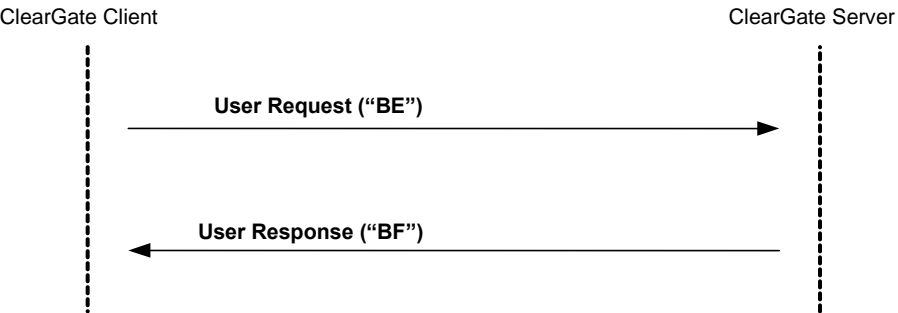 ClearGate Client
ClearGate Server
User Request (“BE”)
User Response (“BF”)